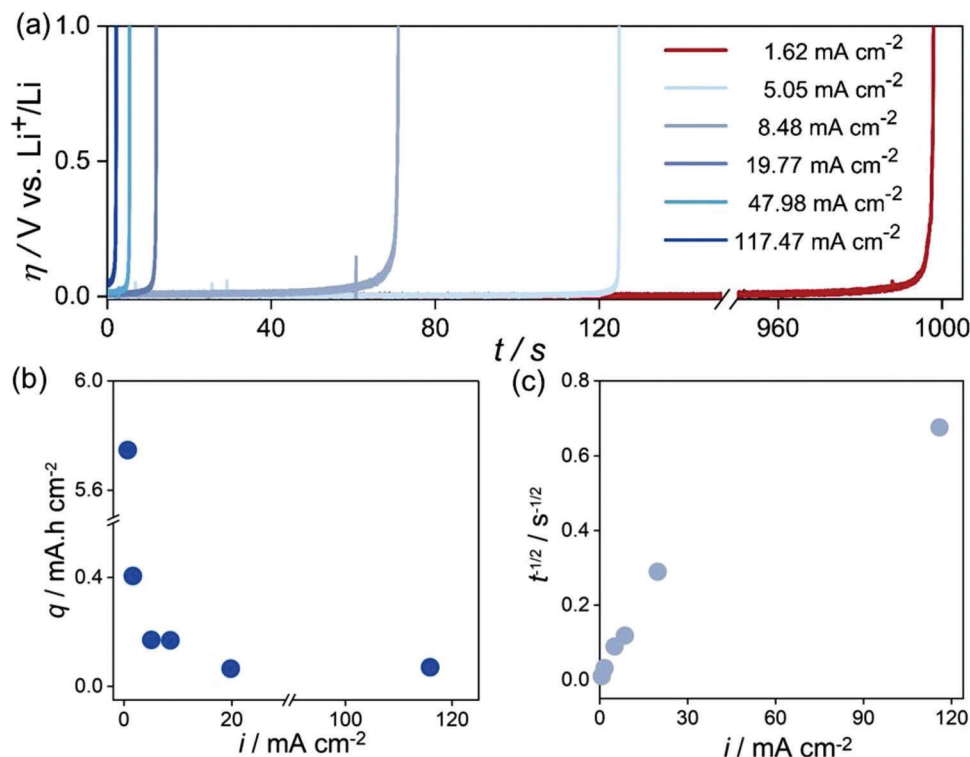 (a)
1.0
0.5
0.0
η / V vs. Li⁺/Li
1.62 mA cm⁻²
5.05 mA cm⁻²
8.48 mA cm⁻²
19.77 mA cm⁻²
47.98 mA cm⁻²
117.47 mA cm⁻²
0 40 80 120 960 1000
t / s
(b)
6.0
5.6
0.4
0.0
q / mA.h cm⁻²
0 20 100 120
i / mA cm⁻²
(c)
0.8
0.6
0.4
0.2
0.0
t⁻¹/² / s⁻¹/²
0 30 60 90 120
i / mA cm⁻²